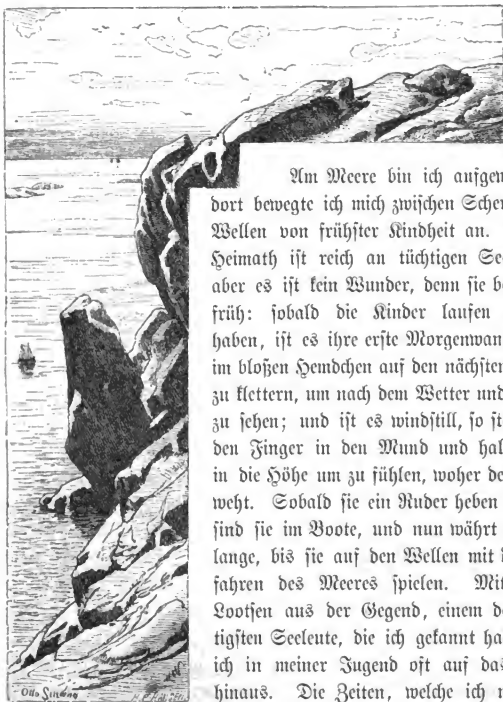 Am Meere bin ich aufgew
dort bewegte ich mich zwischen Scher
Wellen von frühster Kindheit an.
Heimath ist reich an tüchtigen See
aber es ist kein Wunder, denn sie be
früh: sobald die Kinder laufen
haben, ist es ihre erste Morgenwan
im bloßen Hemdchen auf den nächsten
zu klettern, um nach dem Wetter und
zu sehen; und ist es windstill, so st
den Finger in den Mund und hal
in die Höhe um zu fühlen, woher de
weht. Sobald sie ein Ruder heben
sind sie im Boote, und nun währt
lange, bis sie auf den Wellen mit
fahren des Meeres spielen. Mit
Lootsen aus der Gegend, einem de
tigsten Seeleute, die ich gekannt ha
ich in meiner Jugend oft auf das
hinaus. Die Zeiten, welche ich
Otto Sinding